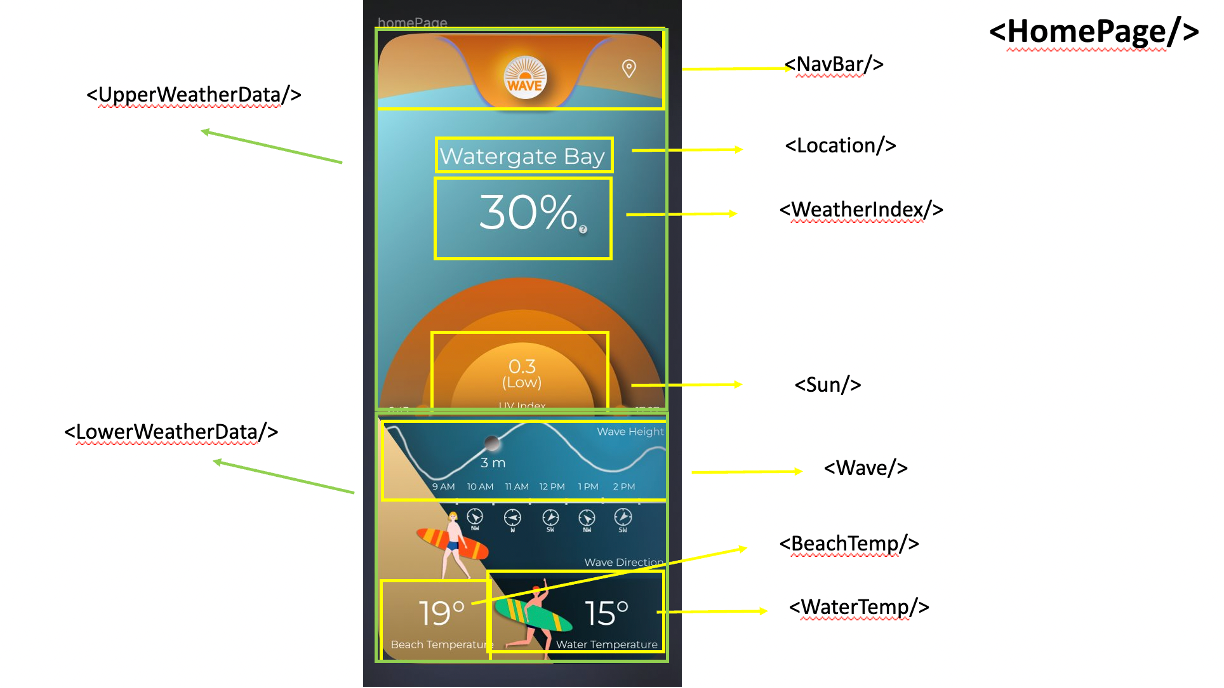 homePage
<HomePage/>
WAVE
<NavBar/>
<UpperWeatherData/>
Watergate Bay
<Location/>
30%
?
<WeatherIndex/>
0.3
(Low)
UV Index
<Sun/>
<LowerWeatherData/>
Wave Height
3 m
<Wave/>
9 AM 10 AM 11 AM 12 PM 1 PM 2 PM
NW W SW NW SW
Wave Direction
<BeachTemp/>
19° 15°
<WaterTemp/>
Beach Temperature Water Temperature